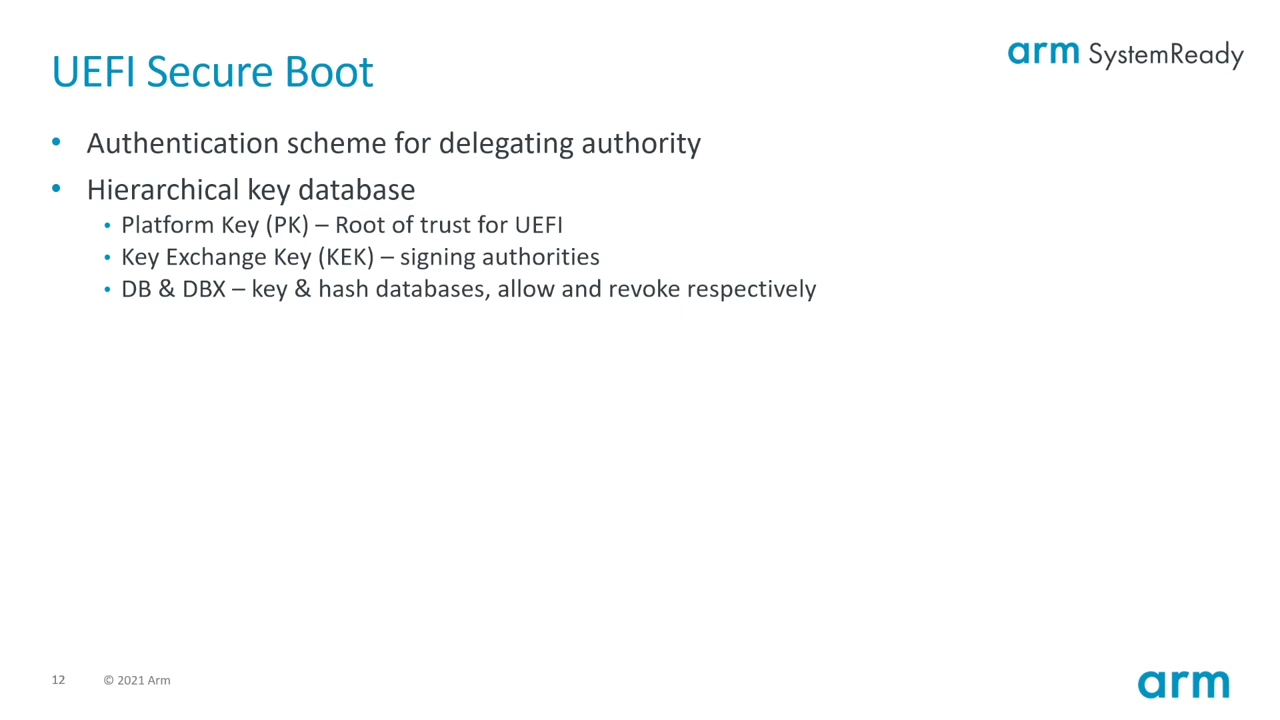 arm SystemReady
UEFI Secure Boot
• Authentication scheme for delegating authority
• Hierarchical key database
• Platform Key (PK) – Root of trust for UEFI
• Key Exchange Key (KEK) – signing authorities
• DB & DBX – key & hash databases, allow and revoke respectively
12 © 2021 Arm
arm